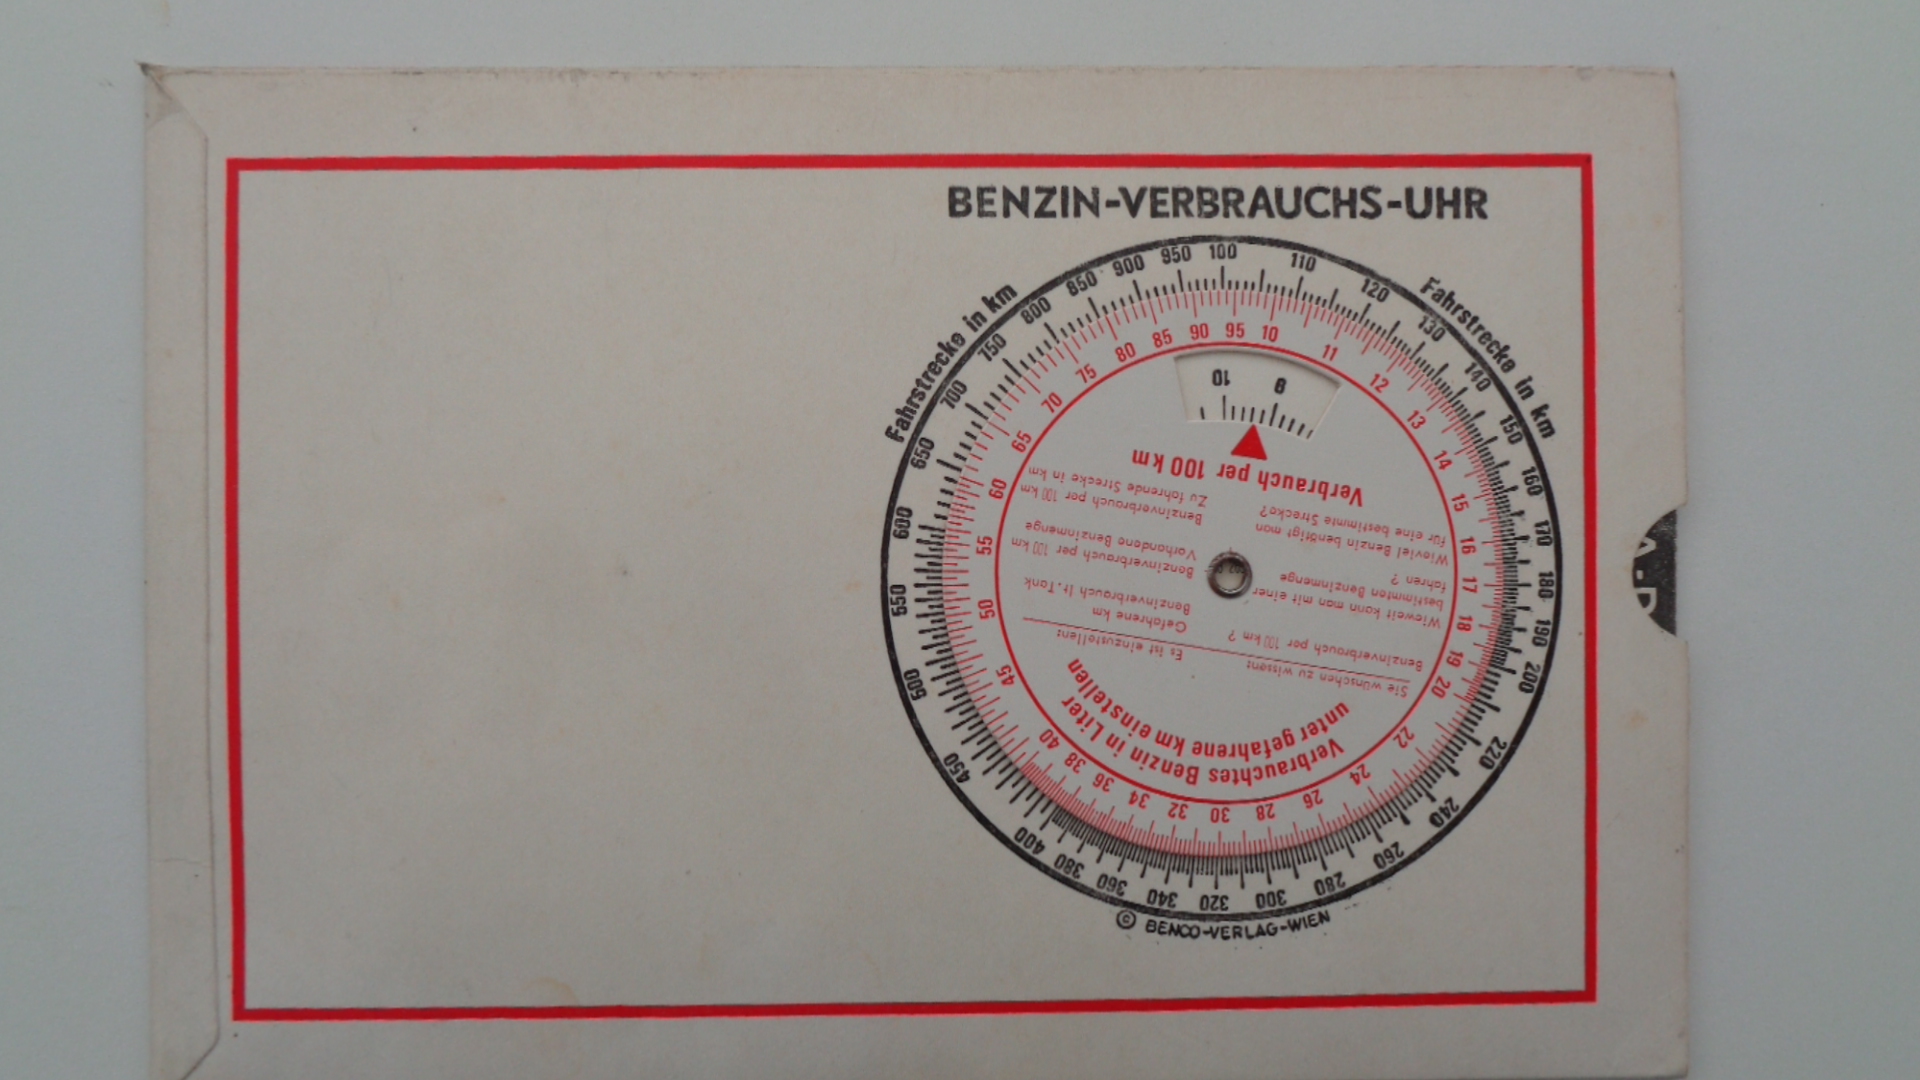 BENZIN-VERBRAUCHS-UHR
Fahrstrecke in km
Fahrstrecke in km
100 110 120 130 140 150 160 170 180 190 200 220 240 260 280 300 320 340 360 380 400 450 500 550 600 650 700 750 800 850 900 950
10 11 12 13 14 15 16 17 18 19 20 22 24 26 28 30 32 34 36 38 40 45 50 55 60 65 70 75 80 85 90 95
Verbrauchtes Benzin in Liter
unter gefahrene km einstellen
Sie wünschen zu wissen: Es ist einzustellen:
Benzinverbrauch per 100 km ? Gefahrene km
Benzinverbrauch lt. Tank
Wieweit kann man mit einer Benzinverbrauch per 100 km
bestimmten Benzinmenge Vorhandene Benzinmenge
fahren ?
Wieviel Benzin benötigt man Benzinverbrauch per 100 km
für eine bestimmte Strecke? Zu fahrende Strecke in km
Verbrauch per 100 km
9 10
© BENCO-VERLAG-WIEN